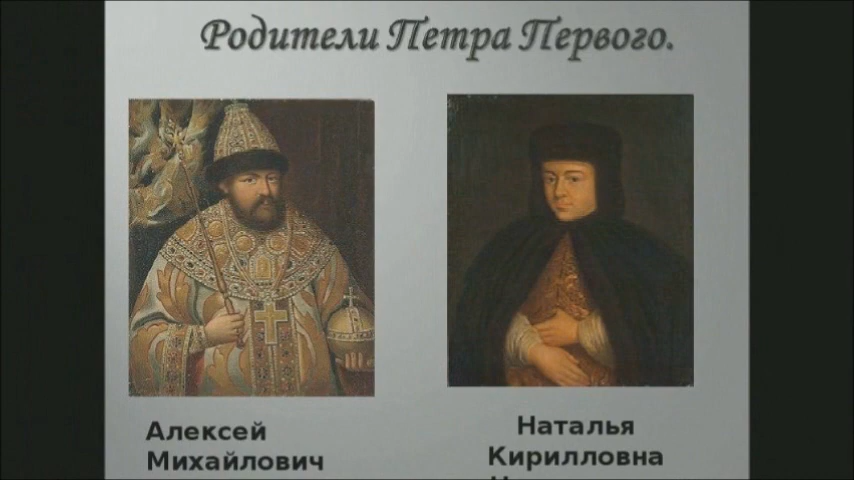 Родители Петра Первого.
Алексей
Михайлович
Наталья
Кирилловна